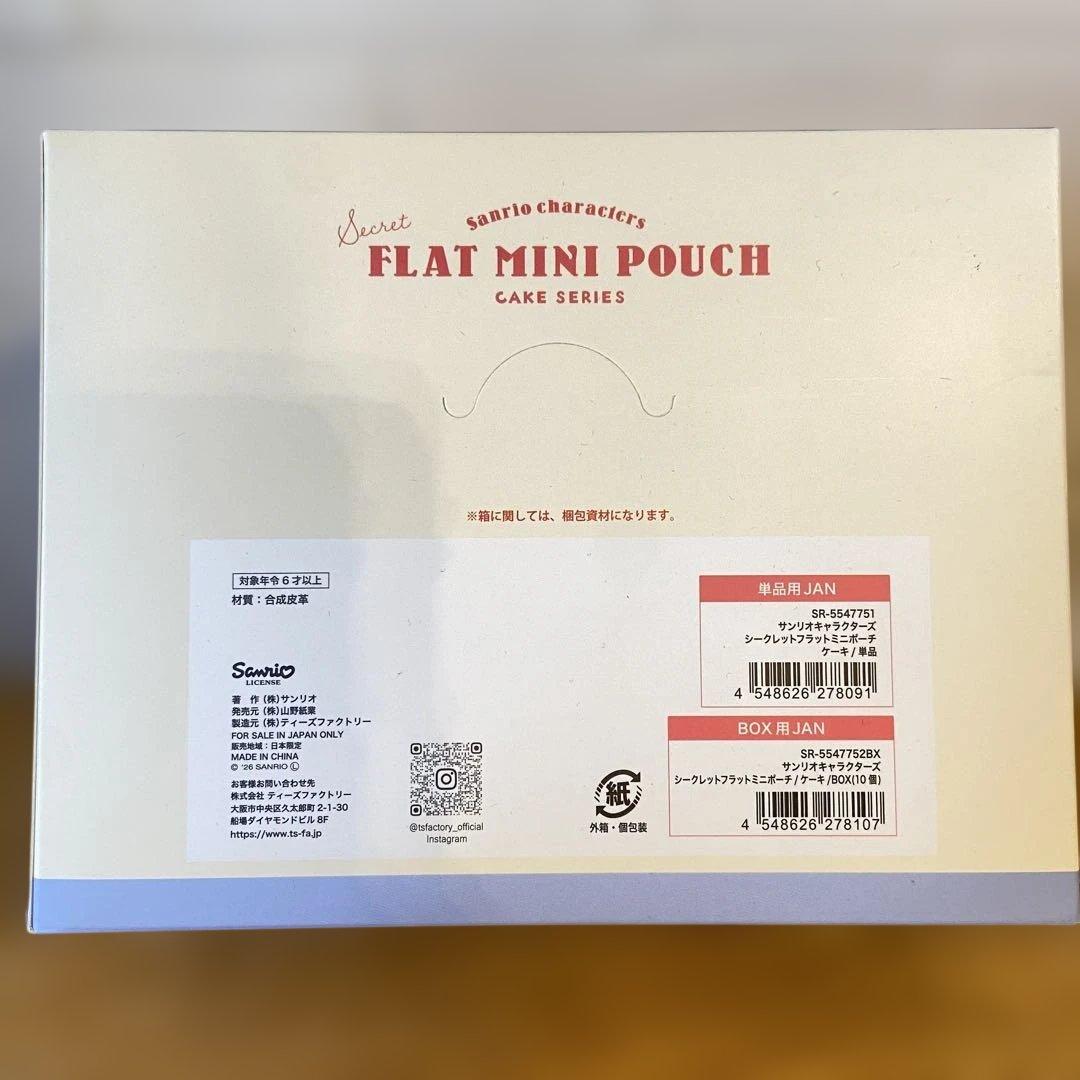 Secret
Sanrio characters
FLAT MINI POUCH
CAKE SERIES
※箱に関しては、梱包資材になります。
対象年令6才以上
材質：合成皮革
Sanrio
LICENSE
著　作 (株)サンリオ
発売元 (株)山野紙業
製造元 (株)ティーズファクトリー
FOR SALE IN JAPAN ONLY
販売地域：日本限定
MADE IN CHINA
© '26 SANRIO Ⓛ
お客様お問い合わせ先
株式会社 ティーズファクトリー
大阪市中央区久太郎町 2-1-30
船場ダイヤモンドビル 8F
https://www.ts-fa.jp
@tsfactory_official
Instagram
紙
外箱・個包装
単品用 JAN
SR-5547751
サンリオキャラクターズ
シークレットフラットミニポーチ
ケーキ / 単品
4 548626 278091
BOX 用 JAN
SR-5547752BX
サンリオキャラクターズ
シークレットフラットミニポーチ / ケーキ /BOX(10 個)
4 548626 278107